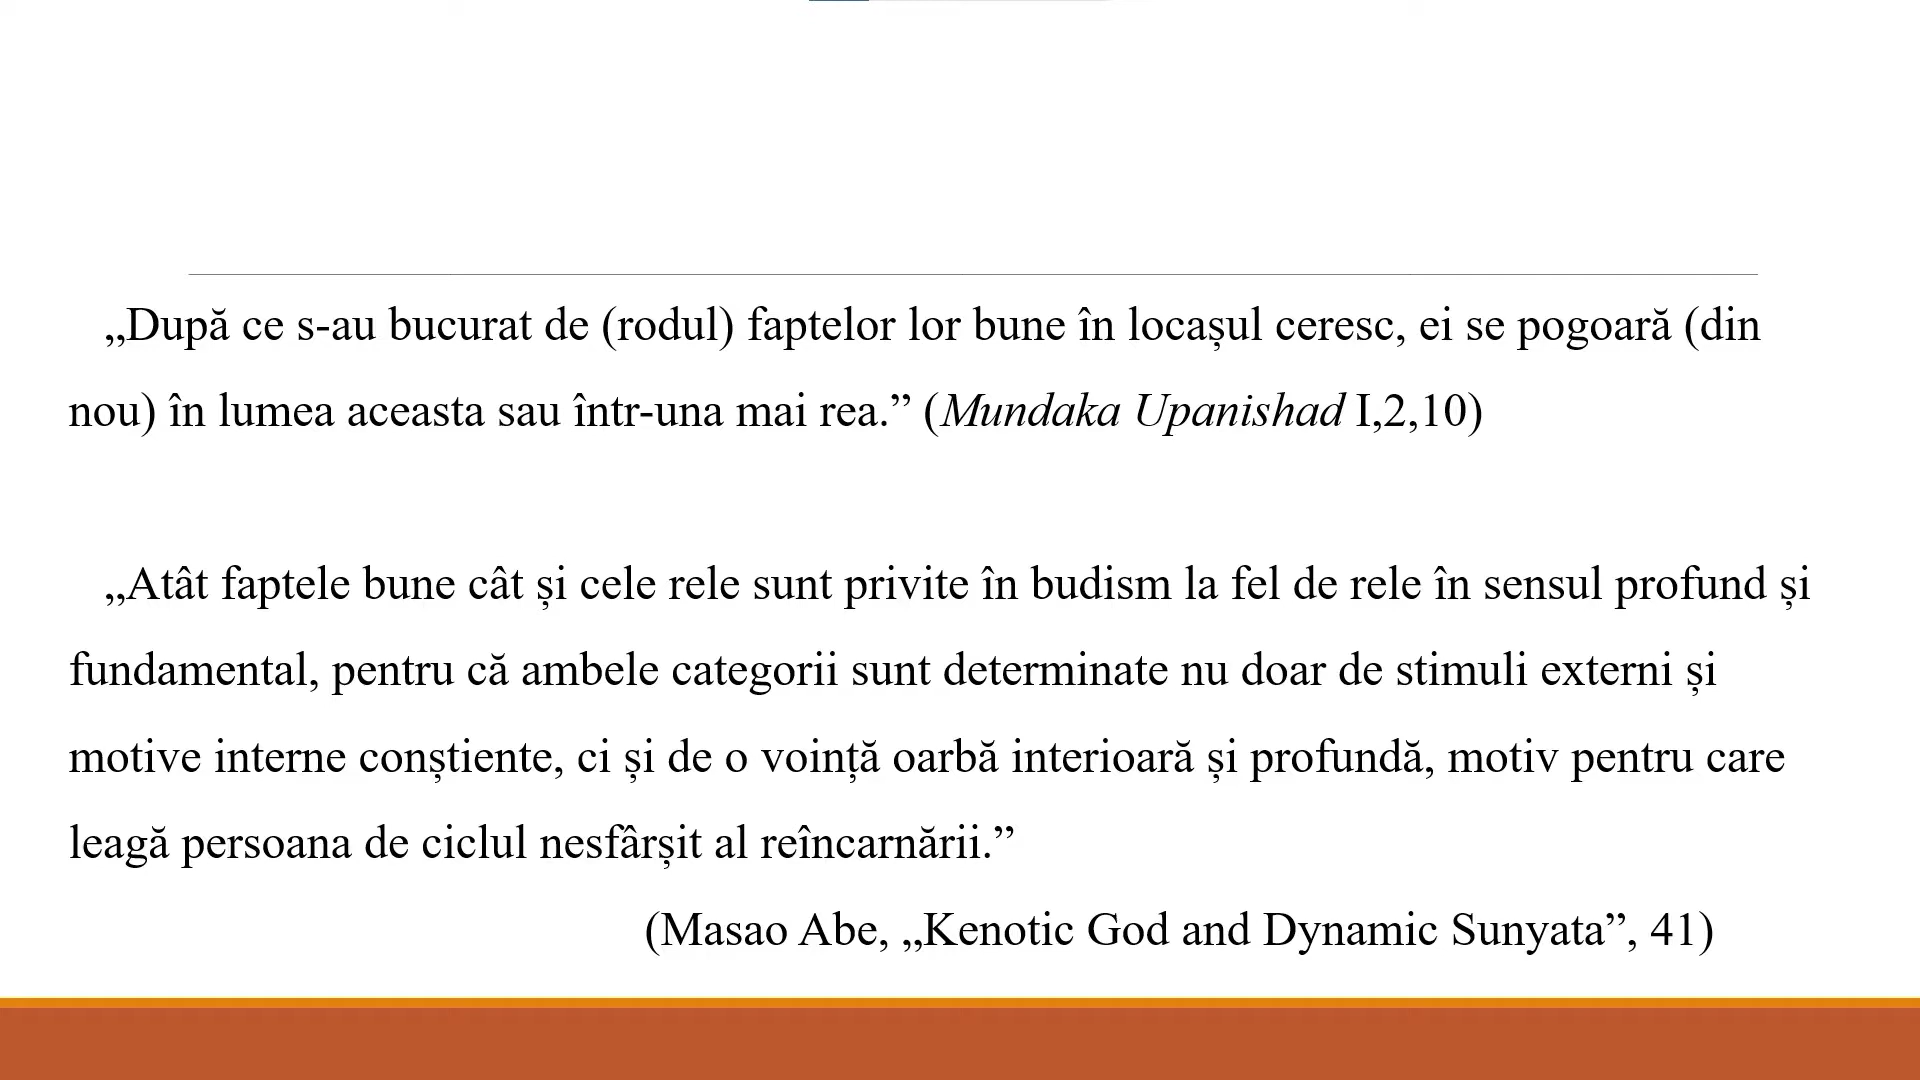 „După ce s-au bucurat de (rodul) faptelor lor bune în locașul ceresc, ei se pogoară (din
nou) în lumea aceasta sau într-una mai rea.” (Mundaka Upanishad I,2,10)
„Atât faptele bune cât și cele rele sunt privite în budism la fel de rele în sensul profund și
fundamental, pentru că ambele categorii sunt determinate nu doar de stimuli externi și
motive interne conștiente, ci și de o voință oarbă interioară și profundă, motiv pentru care
leagă persoana de ciclul nesfârșit al reîncarnării.”
(Masao Abe, „Kenotic God and Dynamic Sunyata”, 41)